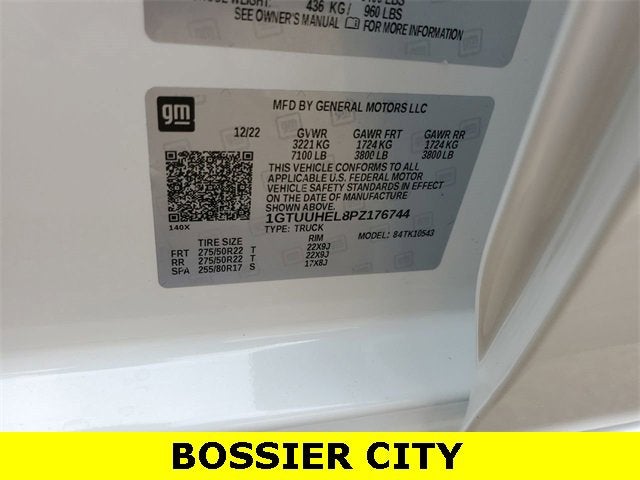 436 KG/ 960 LBS
SEE OWNER'S MANUAL FOR MORE INFORMATION
gm
MFD BY GENERAL MOTORS LLC
12/22 GVWR GAWR FRT GAWR RR
3221 KG 1724 KG 1724 KG
7100 LB 3800 LB 3800 LB
THIS VEHICLE CONFORMS TO ALL
APPLICABLE U.S. FEDERAL MOTOR
VEHICLE SAFETY STANDARDS IN EFFECT
ON THE DATE OF MANUFACTURE
SHOWN ABOVE.
1GTUUHEL8PZ176744
140X
TYPE: TRUCK MODEL: 84TK10543
TIRE SIZE RIM
FRT 275/50R22 T 22X9J
RR 275/50R22 T 22X9J
SPA 255/80R17 S 17X8J
BOSSIER CITY